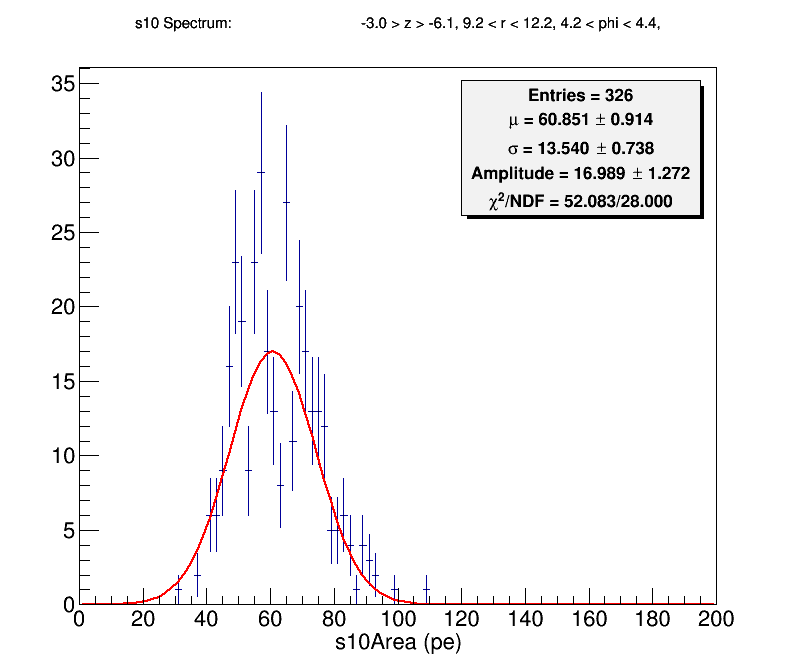 s10 Spectrum: -3.0 > z > -6.1, 9.2 < r < 12.2, 4.2 < phi < 4.4,
35
30
25
20
15
10
5
0
Entries = 326
μ = 60.851 ± 0.914
σ = 13.540 ± 0.738
Amplitude = 16.989 ± 1.272
χ²/NDF = 52.083/28.000
0 20 40 60 80 100 120 140 160 180 200
s10Area (pe)